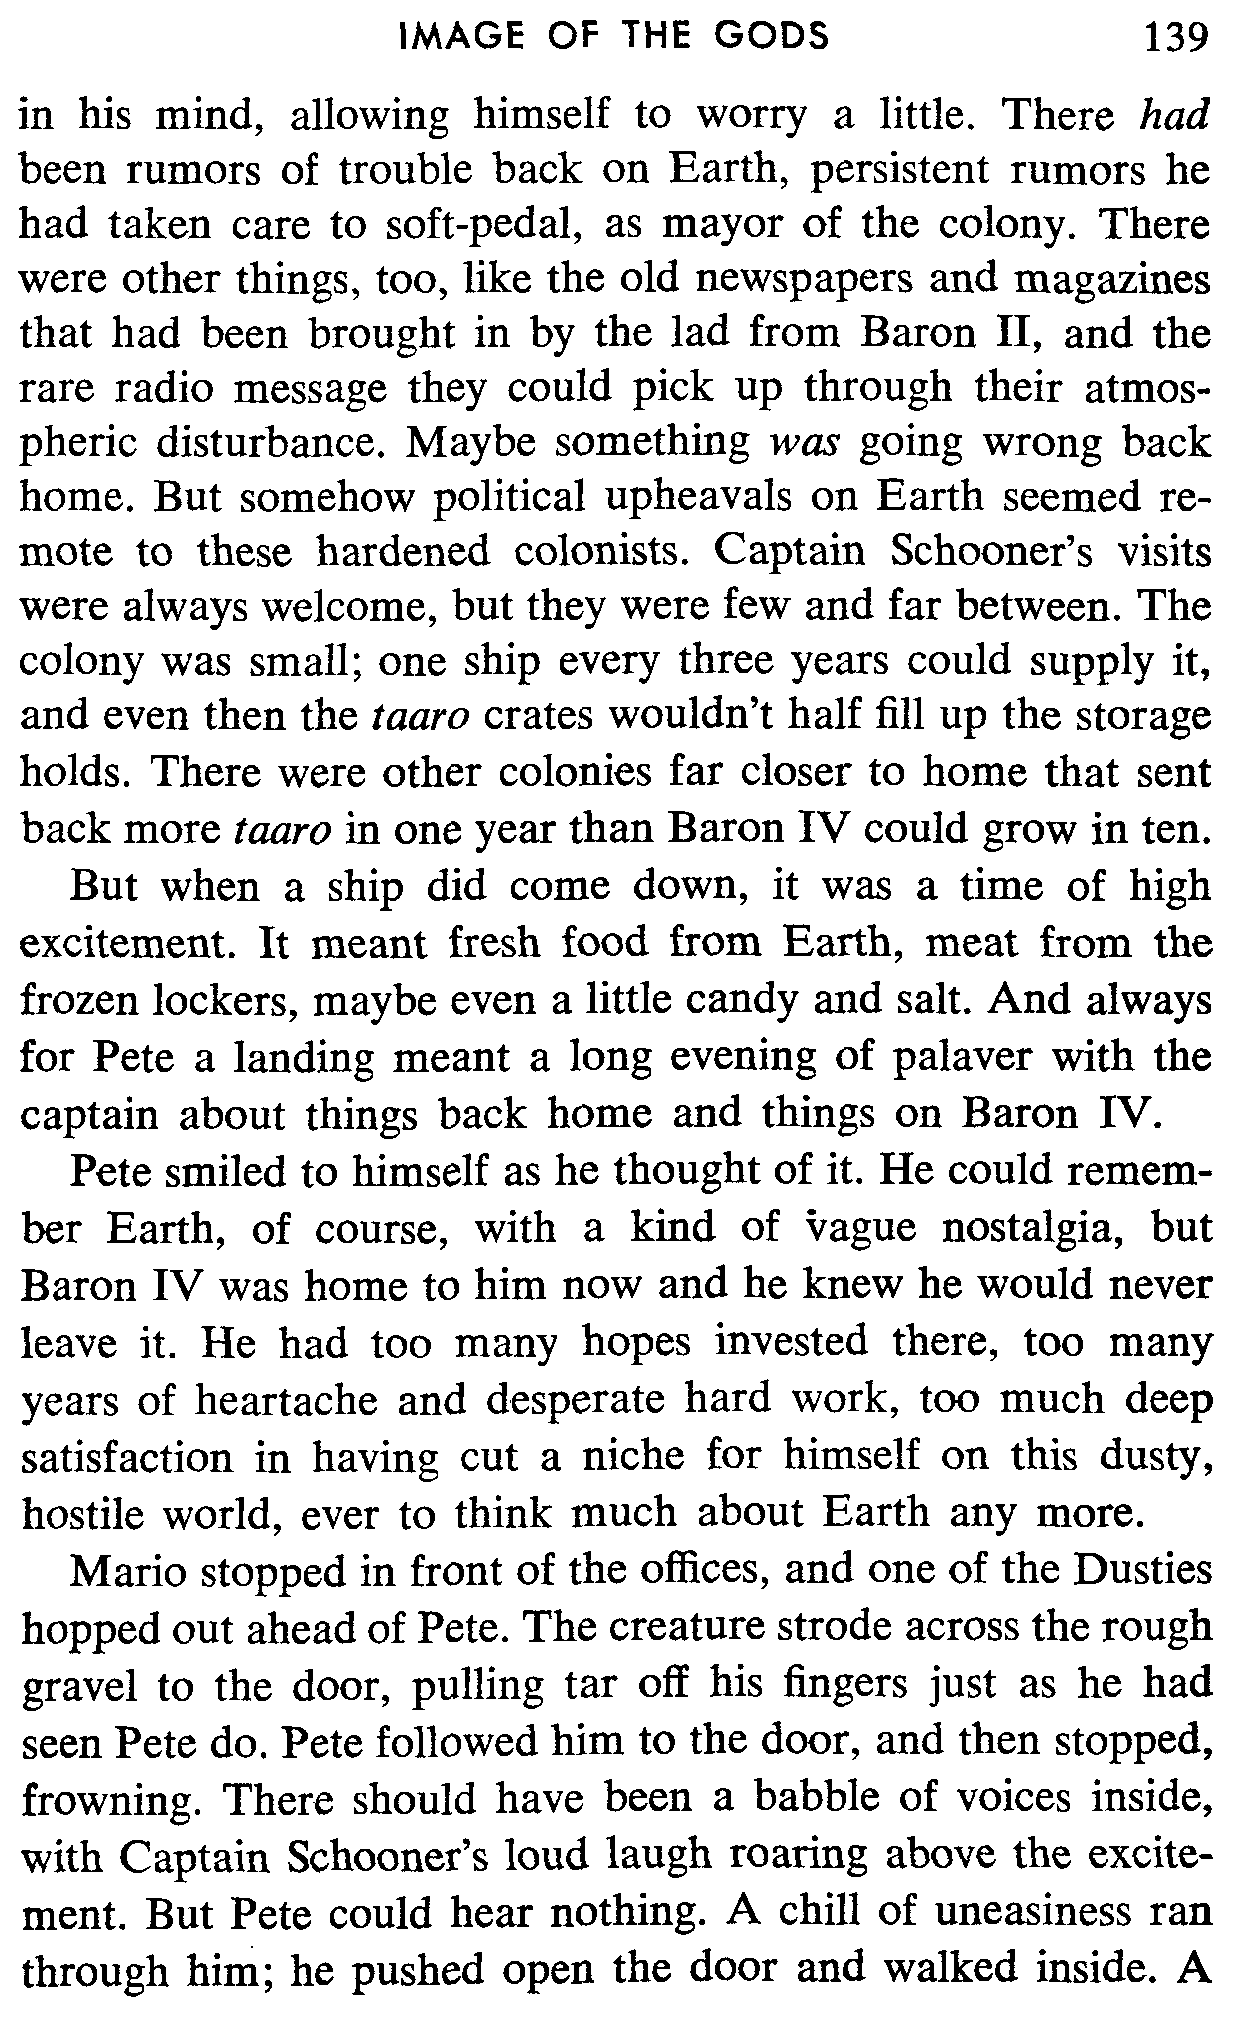 IMAGE OF THE GODS 139
in his mind, allowing himself to worry a little. There had
been rumors of trouble back on Earth, persistent rumors he
had taken care to soft-pedal, as mayor of the colony. There
were other things, too, like the old newspapers and magazines
that had been brought in by the lad from Baron II, and the
rare radio message they could pick up through their atmos-
pheric disturbance. Maybe something was going wrong back
home. But somehow political upheavals on Earth seemed re-
mote to these hardened colonists. Captain Schooner's visits
were always welcome, but they were few and far between. The
colony was small; one ship every three years could supply it,
and even then the taaro crates wouldn't half fill up the storage
holds. There were other colonies far closer to home that sent
back more taaro in one year than Baron IV could grow in ten.
But when a ship did come down, it was a time of high
excitement. It meant fresh food from Earth, meat from the
frozen lockers, maybe even a little candy and salt. And always
for Pete a landing meant a long evening of palaver with the
captain about things back home and things on Baron IV.
Pete smiled to himself as he thought of it. He could remem-
ber Earth, of course, with a kind of vague nostalgia, but
Baron IV was home to him now and he knew he would never
leave it. He had too many hopes invested there, too many
years of heartache and desperate hard work, too much deep
satisfaction in having cut a niche for himself on this dusty,
hostile world, ever to think much about Earth any more.
Mario stopped in front of the offices, and one of the Dusties
hopped out ahead of Pete. The creature strode across the rough
gravel to the door, pulling tar off his fingers just as he had
seen Pete do. Pete followed him to the door, and then stopped,
frowning. There should have been a babble of voices inside,
with Captain Schooner's loud laugh roaring above the excite-
ment. But Pete could hear nothing. A chill of uneasiness ran
through him; he pushed open the door and walked inside. A